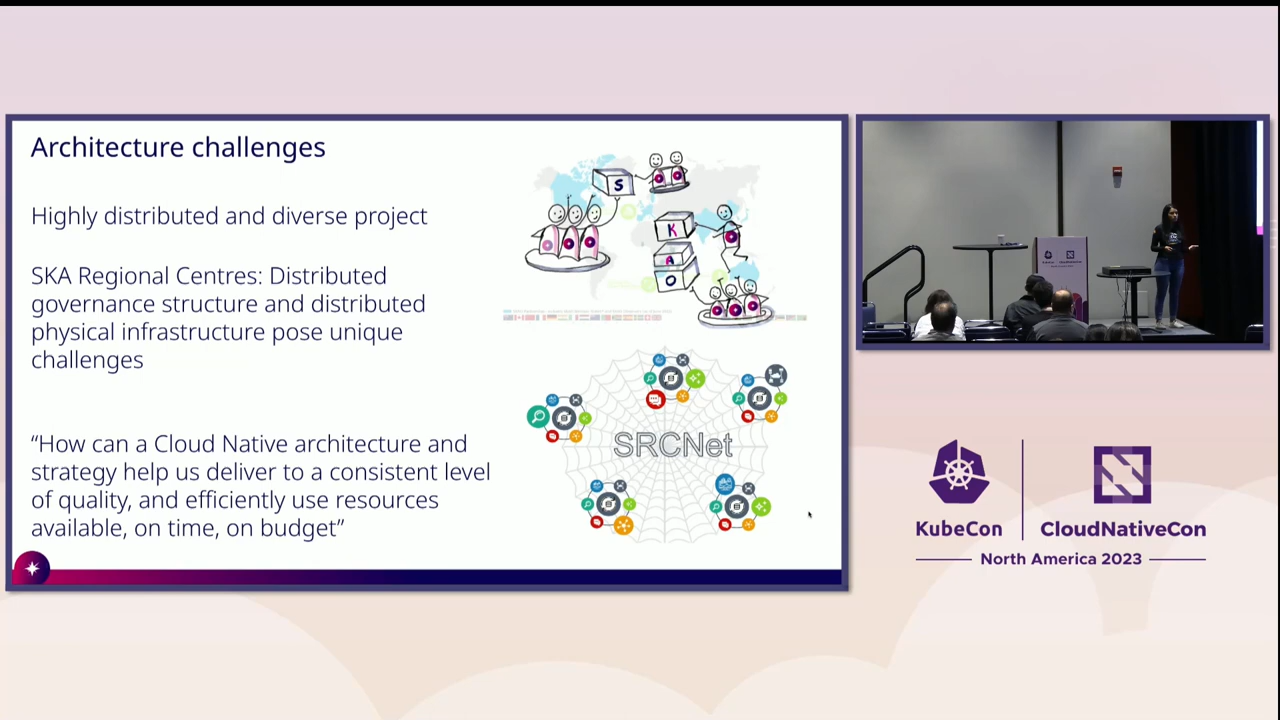 Architecture challenges
Highly distributed and diverse project
SKA Regional Centres: Distributed
governance structure and distributed
physical infrastructure pose unique
challenges
“How can a Cloud Native architecture and
strategy help us deliver to a consistent level
of quality, and efficiently use resources
available, on time, on budget”
S
K
A
O
SRCNet
KubeCon
CloudNativeCon
North America 2023